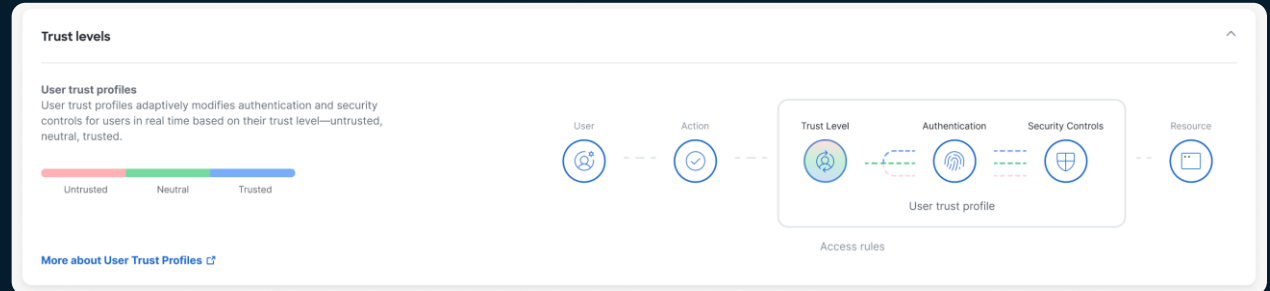 Trust levels
User trust profiles
User trust profiles adaptively modifies authentication and security
controls for users in real time based on their trust level—untrusted,
neutral, trusted.
Untrusted Neutral Trusted
More about User Trust Profiles
User Action Trust Level Authentication Security Controls Resource
User trust profile
Access rules